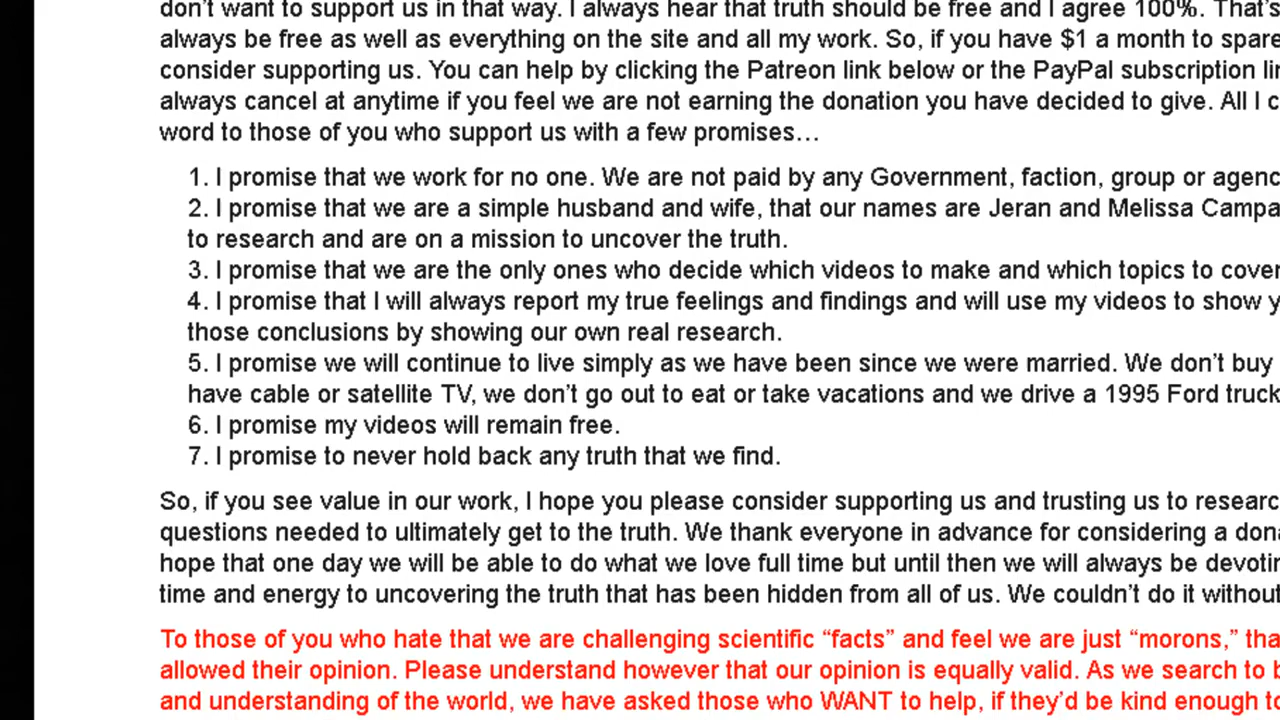 don't want to support us in that way. I always hear that truth should be free and I agree 100%. That's
always be free as well as everything on the site and all my work. So, if you have $1 a month to spare
consider supporting us. You can help by clicking the Patreon link below or the PayPal subscription
always cancel at anytime if you feel we are not earning the donation you have decided to give. All I
word to those of you who support us with a few promises…
1. I promise that we work for no one. We are not paid by any Government, faction, group or
2. I promise that we are a simple husband and wife, that our names are Jeran and Melissa
to research and are on a mission to uncover the truth.
3. I promise that we are the only ones who decide which videos to make and which topics to cover
4. I promise that I will always report my true feelings and findings and will use my videos to show
those conclusions by showing our own real research.
5. I promise we will continue to live simply as we have been since we were married. We don't buy
have cable or satellite TV, we don't go out to eat or take vacations and we drive a 1995 Ford truck
6. I promise my videos will remain free.
7. I promise to never hold back any truth that we find.
So, if you see value in our work, I hope you please consider supporting us and trusting us to
questions needed to ultimately get to the truth. We thank everyone in advance for considering a
hope that one day we will be able to do what we love full time but until then we will always be
time and energy to uncovering the truth that has been hidden from all of us. We couldn't do it without
To those of you who hate that we are challenging scientific “facts” and feel we are just “morons,”
allowed their opinion. Please understand however that our opinion is equally valid. As we search to
and understanding of the world, we have asked those who WANT to help, if they'd be kind enough to